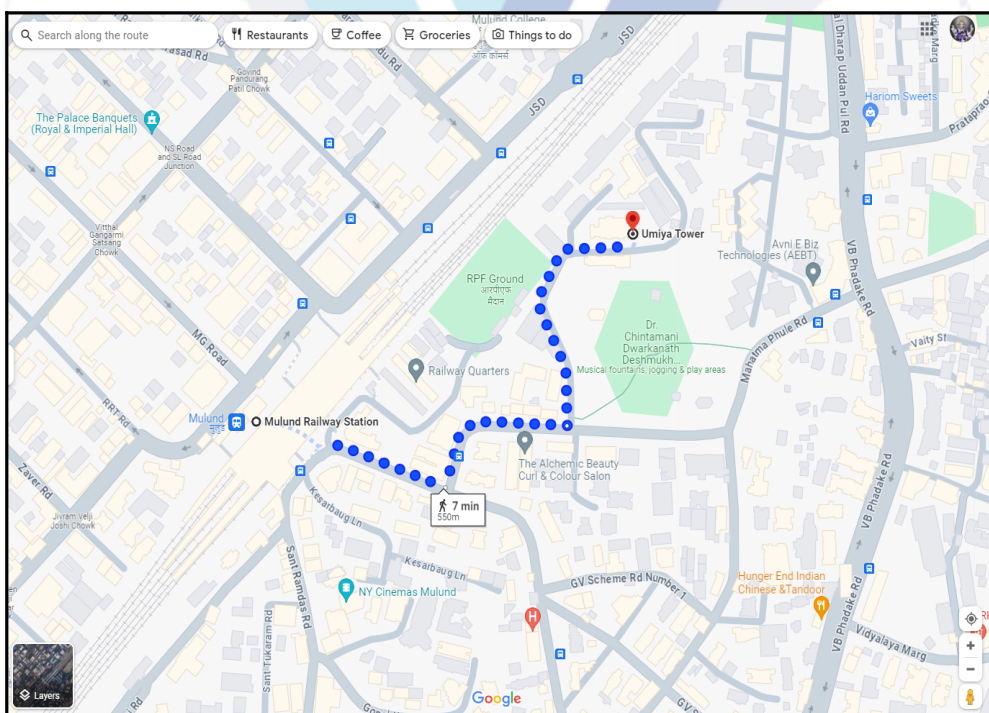 Search along the route
Restaurants
Coffee
Groceries
Things to do
Mulund College
JSD
Govind
Pandurang
Patil Chowk
The Palace Banquets
(Royal & Imperial Hall)
NS Road
and SL Road
Junction
JSD
Dharap Uddan Pul Rd
Hariom Sweets
Vitthal
Gangarmi
Satsang
Chowk
Umiya Tower
Avni E Biz
Technologies (AEBT)
RPF Ground
आरपीएफ
मैदान
VB Phadake Rd
MG Road
Dr.
Chintamani
Dwarkanath
Deshmukh...
Musical fountains, jogging & play areas
Mahatma Phule Rd
Vaity St
Railway Quarters
RRT Rd
Mulund
मुलुंड
Mulund Railway Station
Zaver Rd
The Alchemic Beauty
Curl & Colour Salon
VB Phadake Rd
Kesarbaug Ln
7 min
550m
Jivram Velji
Joshi Chowk
Sant Ramdas Rd
Kesarbaug Ln
NY Cinemas Mulund
GV Scheme Rd Number 1
Hunger End Indian
Chinese &Tandoor
H
Sant Tukaram Rd
VB Phadake Rd
Vidyalaya Marg
Layers
Google